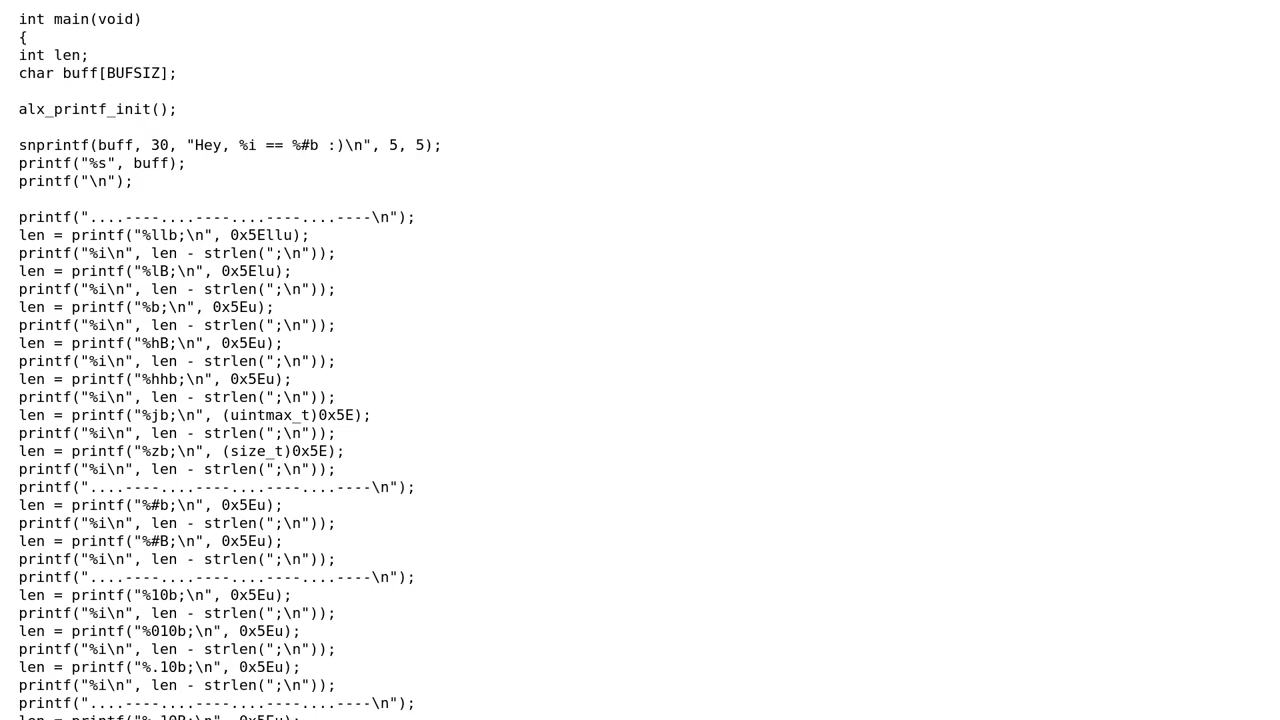 int main(void)
{
int len;
char buff[BUFSIZ];

alx_printf_init();

snprintf(buff, 30, "Hey, %i == %#b :)\n", 5, 5);
printf("%s", buff);
printf("\n");

printf("....----....----....----....----\n");
len = printf("%llb;\n", 0x5Ellu);
printf("%i\n", len - strlen(";\n"));
len = printf("%lB;\n", 0x5Elu);
printf("%i\n", len - strlen(";\n"));
len = printf("%b;\n", 0x5Eu);
printf("%i\n", len - strlen(";\n"));
len = printf("%hB;\n", 0x5Eu);
printf("%i\n", len - strlen(";\n"));
len = printf("%hhb;\n", 0x5Eu);
printf("%i\n", len - strlen(";\n"));
len = printf("%jb;\n", (uintmax_t)0x5E);
printf("%i\n", len - strlen(";\n"));
len = printf("%zb;\n", (size_t)0x5E);
printf("%i\n", len - strlen(";\n"));
printf("....----....----....----....----\n");
len = printf("%#b;\n", 0x5Eu);
printf("%i\n", len - strlen(";\n"));
len = printf("%#B;\n", 0x5Eu);
printf("%i\n", len - strlen(";\n"));
printf("....----....----....----....----\n");
len = printf("%10b;\n", 0x5Eu);
printf("%i\n", len - strlen(";\n"));
len = printf("%010b;\n", 0x5Eu);
printf("%i\n", len - strlen(";\n"));
len = printf("%.10b;\n", 0x5Eu);
printf("%i\n", len - strlen(";\n"));
printf("....----....----....----....----\n");